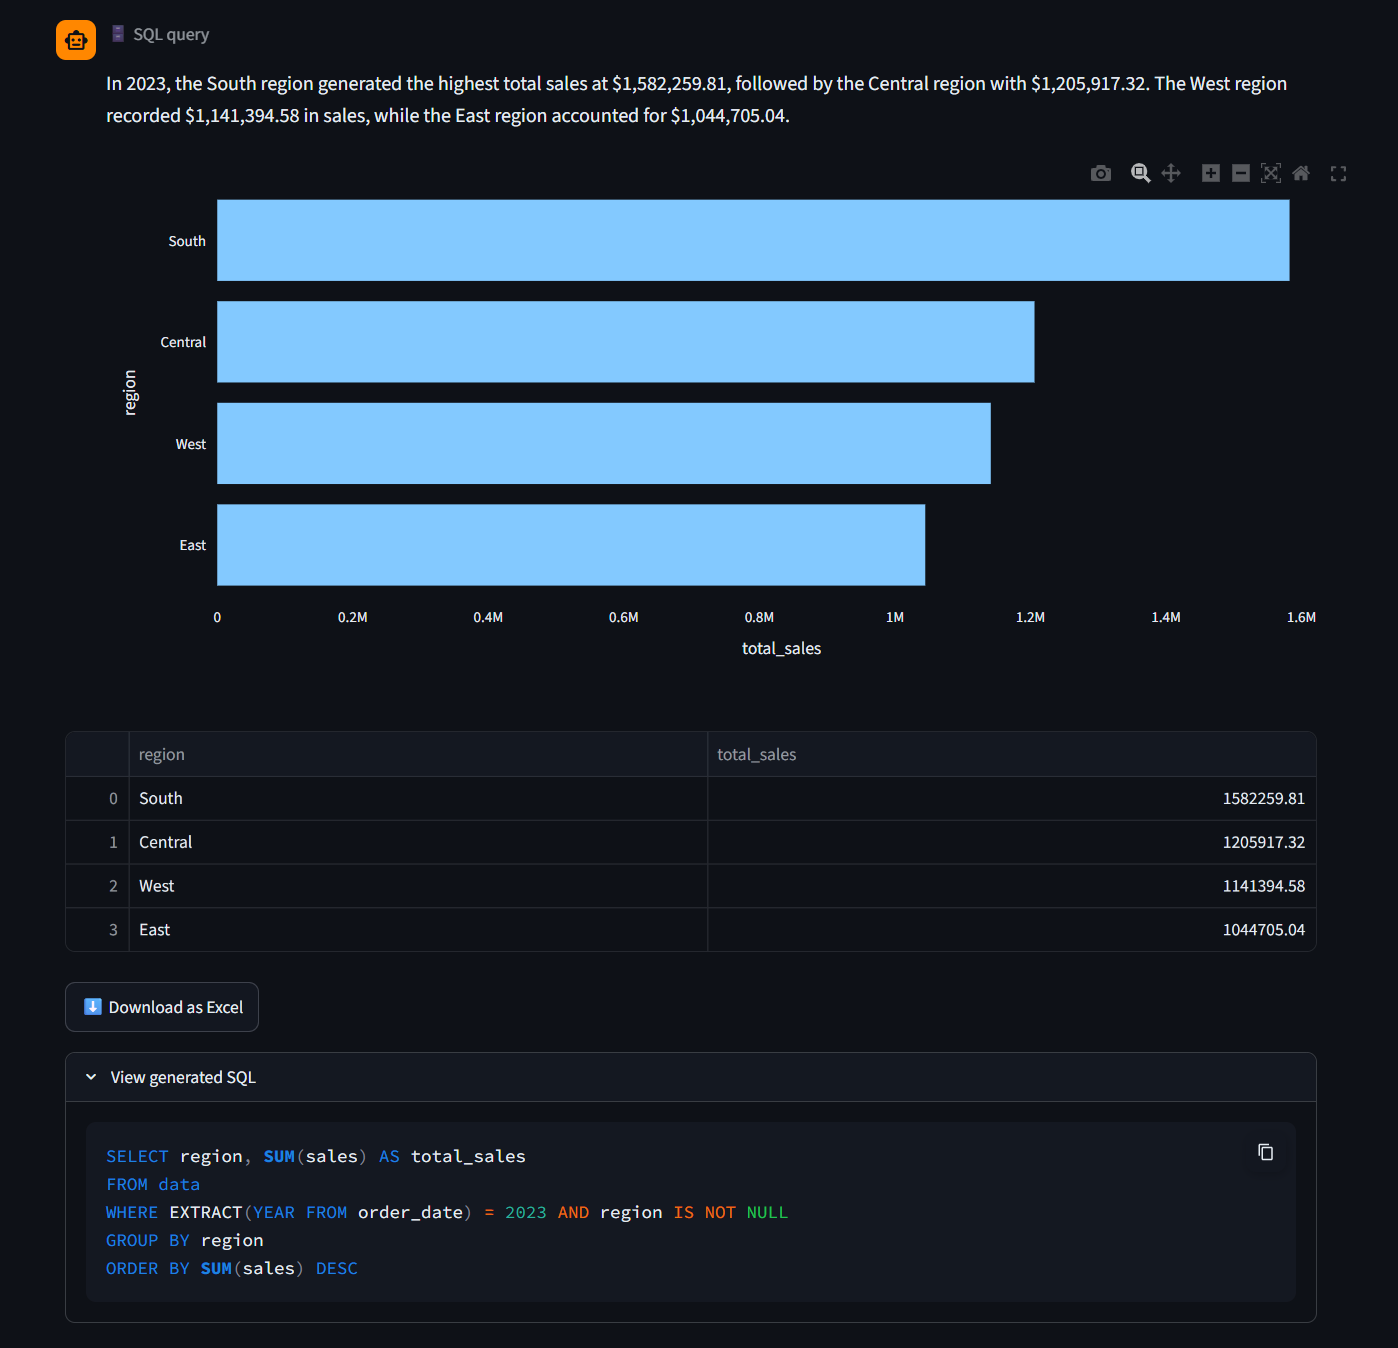 SQL query
In 2023, the South region generated the highest total sales at $1,582,259.81, followed by the Central region with $1,205,917.32. The West region
recorded $1,141,394.58 in sales, while the East region accounted for $1,044,705.04.
South
Central
West
East
region
0 0.2M 0.4M 0.6M 0.8M 1M 1.2M 1.4M 1.6M
total_sales
region total_sales
0 South 1582259.81
1 Central 1205917.32
2 West 1141394.58
3 East 1044705.04
Download as Excel
View generated SQL
SELECT region, SUM(sales) AS total_sales
FROM data
WHERE EXTRACT(YEAR FROM order_date) = 2023 AND region IS NOT NULL
GROUP BY region
ORDER BY SUM(sales) DESC